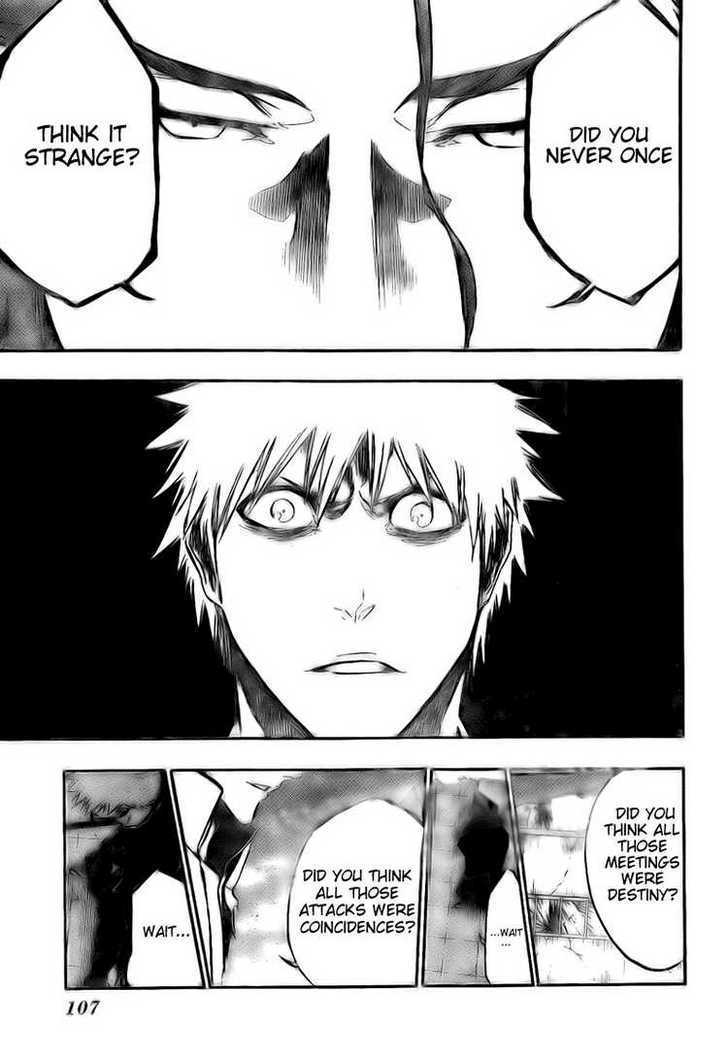 DID YOU
NEVER ONCE
THINK IT
STRANGE?
DID YOU
THINK ALL
THOSE
MEETINGS
WERE
DESTINY?
...WAIT
...
DID YOU THINK
ALL THOSE
ATTACKS WERE
COINCIDENCES?
WAIT...
107